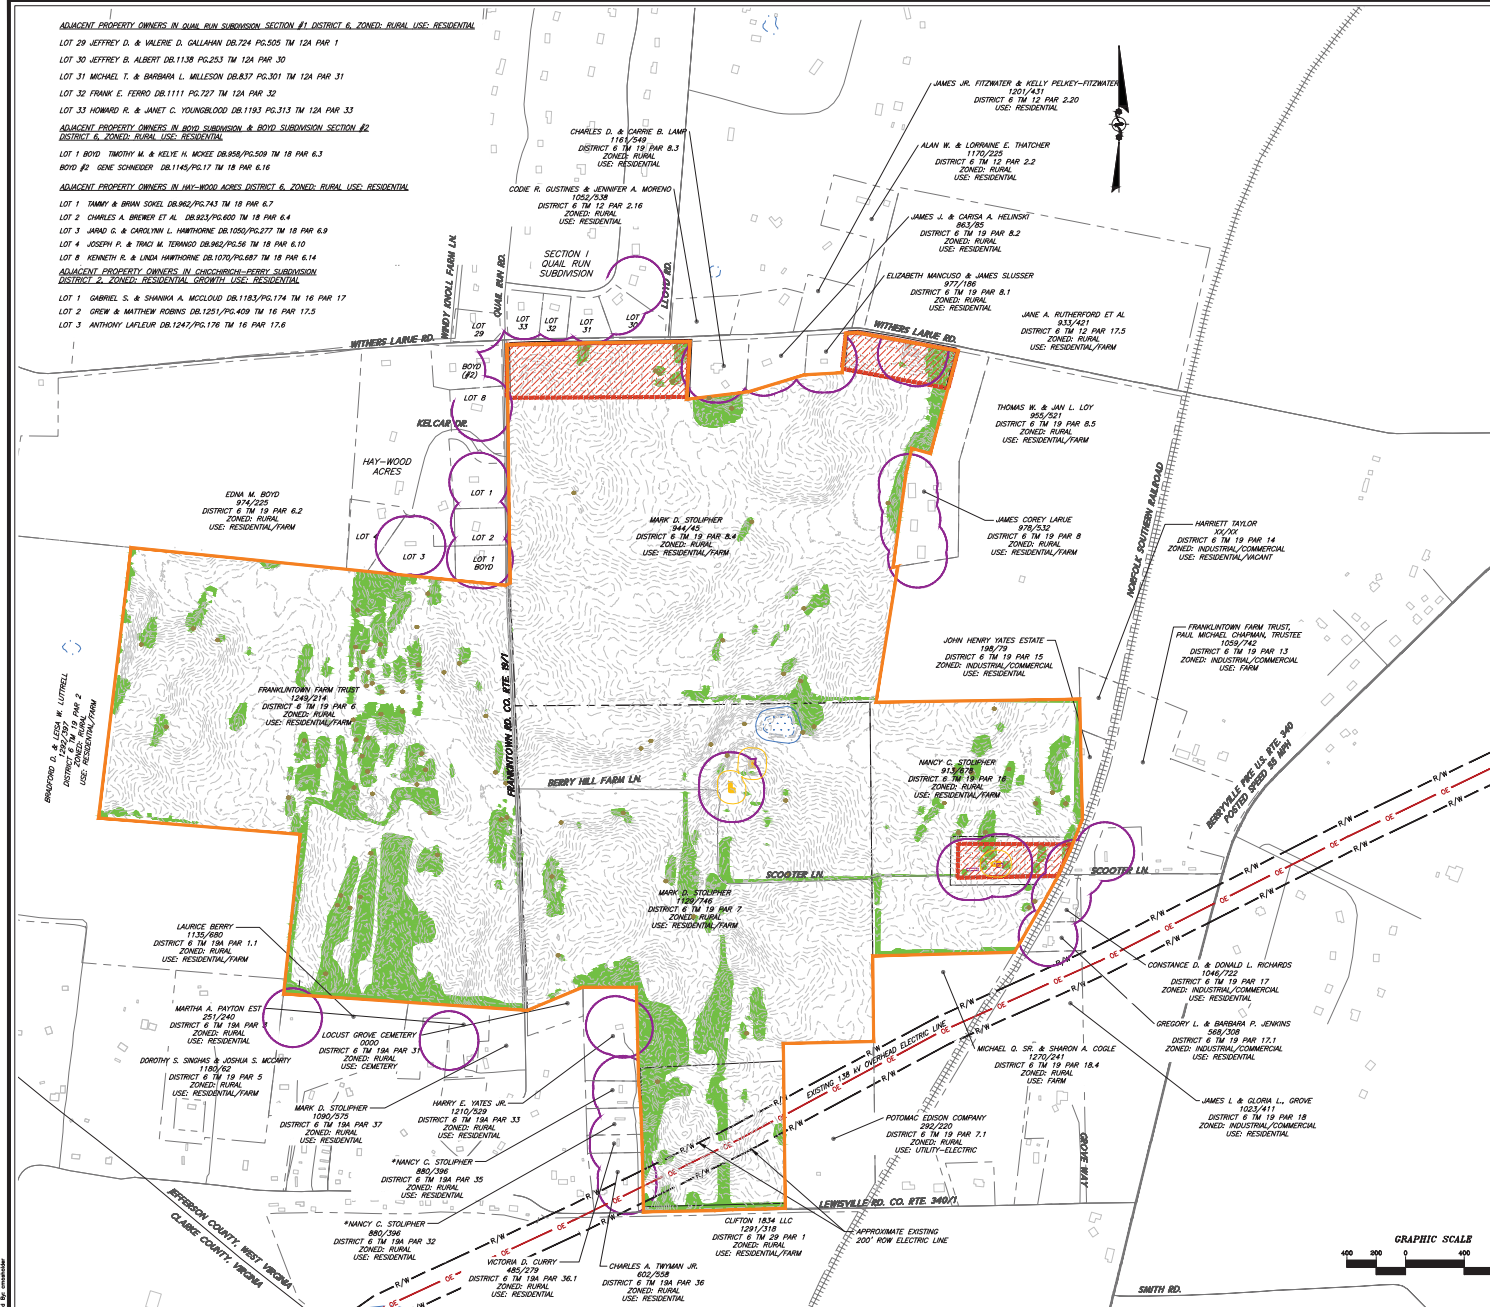 ADJACENT PROPERTY OWNERS IN QUAIL RUN SUBDIVISION SECTION #1 DISTRICT 6, ZONED: RURAL USE: RESIDENTIAL
LOT 29 JEFFREY D. & VALERIE D. GALLAHAN DB.724 PG.505 TM 12A PAR 1
LOT 30 JEFFREY B. ALBERT DB.1138 PG.253 TM 12A PAR 30
LOT 31 MICHAEL T. & BARBARA L. MILLESON DB.837 PG.301 TM 12A PAR 31
LOT 32 FRANK E. FERRO DB.1111 PG.727 TM 12A PAR 32
LOT 33 HOWARD R. & JANET C. YOUNGBLOOD DB.1193 PG.313 TM 12A PAR 33
ADJACENT PROPERTY OWNERS IN BOYD SUBDIVISION & BOYD SUBDIVISION SECTION #2
DISTRICT 6, ZONED: RURAL USE: RESIDENTIAL
LOT 1 BOYD TIMOTHY M. & KELYE H. MCKEE DB.958/PG.509 TM 18 PAR 6.3
BOYD #2 GENE SCHNEIDER DB.1145/PG.17 TM 18 PAR 6.16
ADJACENT PROPERTY OWNERS IN HAY-WOOD ACRES DISTRICT 6, ZONED: RURAL USE: RESIDENTIAL
LOT 1 TAMMY & BRIAN SOKEL DB.962/PG.743 TM 18 PAR 6.7
LOT 2 CHARLES A. BREWER ET AL DB.923/PG.600 TM 18 PAR 6.4
LOT 3 JARAD G. & CAROLYNN L. HAWTHORNE DB.1050/PG.277 TM 18 PAR 6.9
LOT 4 JOSEPH P. & TRACI M. TERANGO DB.962/PG.56 TM 18 PAR 6.10
LOT 8 KENNETH R. & LINDA HAWTHORNE DB.1070/PG.687 TM 18 PAR 6.14
ADJACENT PROPERTY OWNERS IN CHICCHIRICHI-PERRY SUBDIVISION
DISTRICT 2, ZONED: RESIDENTIAL GROWTH USE: RESIDENTIAL
LOT 1 GABRIEL S. & SHANIKA A. MCCLOUD DB.1183/PG.174 TM 16 PAR 17
LOT 2 GREW & MATTHEW ROBINS DB.1251/PG.409 TM 16 PAR 17.5
LOT 3 ANTHONY LAFLEUR DB.1247/PG.176 TM 16 PAR 17.6
JAMES JR. FITZWATER & KELLY PELKEY-FITZWATER
1201/431
DISTRICT 6 TM 12 PAR 2.20
USE: RESIDENTIAL
CHARLES D. & CARRIE B. LAMP
1161/549
DISTRICT 6 TM 19 PAR 8.3
ZONED: RURAL
USE: RESIDENTIAL
ALAN W. & LORRAINE E. THATCHER
1170/225
DISTRICT 6 TM 12 PAR 2.2
ZONED: RURAL
USE: RESIDENTIAL
CODIE R. GUSTINES & JENNIFER A. MORENO
1052/538
DISTRICT 6 TM 12 PAR 2.16
ZONED: RURAL
USE: RESIDENTIAL
JAMES J. & CARISA A. HELINSKI
863/85
DISTRICT 6 TM 19 PAR 8.2
ZONED: RURAL
USE: RESIDENTIAL
SECTION I
QUAIL RUN
SUBDIVISION
WINDY KNOLL FARM LN.
QUAIL RUN RD.
LLOYD RD.
ELIZABETH MANCUSO & JAMES SLUSSER
977/186
DISTRICT 6 TM 19 PAR 8.1
ZONED: RURAL
USE: RESIDENTIAL
JANE A. RUTHERFORD ET AL
933/421
DISTRICT 6 TM 12 PAR 17.5
USE: RESIDENTIAL/FARM
LOT 29
LOT 33
LOT 32
LOT 31
LOT 30
WITHERS LARUE RD.
WITHERS LARUE RD.
BOYD
(#2)
LOT 8
KELCAR DR.
HAY-WOOD
ACRES
THOMAS W. & JAN L. LOY
955/521
DISTRICT 6 TM 19 PAR 8.5
ZONED: RURAL
USE: RESIDENTIAL/FARM
EDNA M. BOYD
974/225
DISTRICT 6 TM 19 PAR 6.2
ZONED: RURAL
USE: RESIDENTIAL/FARM
LOT 1
LOT 2
LOT
LOT 3
LOT 1
BOYD
MARK D. STOLIPHER
944/45
DISTRICT 6 TM 19 PAR 8.4
ZONED: RURAL
USE: RESIDENTIAL/FARM
JAMES COREY LARUE
978/532
DISTRICT 6 TM 19 PAR 8
ZONED: RURAL
USE: RESIDENTIAL/FARM
NORFOLK SOUTHERN RAILROAD
HARRIETT TAYLOR
XX/XX
DISTRICT 6 TM 19 PAR 14
ZONED: INDUSTRIAL/COMMERCIAL
USE: RESIDENTIAL/VACANT
FRANKLINTOWN FARM TRUST,
PAUL MICHAEL CHAPMAN, TRUSTEE
1059/742
DISTRICT 6 TM 19 PAR 13
ZONED: INDUSTRIAL/COMMERCIAL
USE: FARM
JOHN HENRY YATES ESTATE
198/79
DISTRICT 6 TM 19 PAR 15
ZONED: INDUSTRIAL/COMMERCIAL
USE: RESIDENTIAL
BRADFORD D. & LEISA W. LUTTRELL
1292/397
DISTRICT 6 TM 19 PAR 2
ZONED: RURAL
USE: RESIDENTIAL/FARM
FRANKLINTOWN FARM TRUST
1249/214
DISTRICT 6 TM 19 PAR 6
ZONED: RURAL
USE: RESIDENTIAL/FARM
FRANKINTOWN RD. CO. RTE. 19/1
BERRY HILL FARM LN.
NANCY C. STOLIPHER
913/678
DISTRICT 6 TM 19 PAR 16
ZONED: RURAL
USE: RESIDENTIAL/FARM
BERRYVILLE PIKE U.S. RTE. 340
POSTED SPEED 55 MPH
SCOOTER LN.
SCOOTER LN.
MARK D. STOLIPHER
1129/746
DISTRICT 6 TM 19 PAR 7
ZONED: RURAL
USE: RESIDENTIAL/FARM
LAURICE BERRY
1135/680
DISTRICT 6 TM 19A PAR 1.1
ZONED: RURAL
USE: RESIDENTIAL/FARM
CONSTANCE D. & DONALD L. RICHARDS
1046/722
DISTRICT 6 TM 19 PAR 17
ZONED: INDUSTRIAL/COMMERCIAL
USE: RESIDENTIAL
MARTHA A. PAYTON EST
251/240
DISTRICT 6 TM 19A PAR
ZONED: RURAL
USE: RESIDENTIAL
LOCUST GROVE CEMETERY
0000
DISTRICT 6 TM 19A PAR 31
ZONED: RURAL
USE: CEMETERY
GREGORY L. & BARBARA P. JENKINS
568/308
DISTRICT 6 TM 19 PAR 17.1
ZONED: INDUSTRIAL/COMMERCIAL
USE: RESIDENTIAL
EXISTING 138 KV OVERHEAD ELECTRIC LINE
MICHAEL O. SR. & SHARON A. COGLE
1270/241
DISTRICT 6 TM 19 PAR 18.4
ZONED: RURAL
USE: FARM
DOROTHY S. SINGHAS & JOSHUA S. MCCARTY
1180/62
DISTRICT 6 TM 19A PAR 5
ZONED: RURAL
USE: RESIDENTIAL/FARM
MARK D. STOLIPHER
1090/575
DISTRICT 6 TM 19A PAR 37
ZONED: RURAL
USE: RESIDENTIAL
HARRY E. YATES JR.
1210/529
DISTRICT 6 TM 19A PAR 33
ZONED: RURAL
USE: RESIDENTIAL
JAMES L & GLORIA L., GROVE
1023/411
DISTRICT 6 TM 19 PAR 18
ZONED: INDUSTRIAL/COMMERCIAL
USE: RESIDENTIAL
POTOMAC EDISON COMPANY
292/220
DISTRICT 6 TM 19 PAR 7.1
ZONED: RURAL
USE: UTILITY-ELECTRIC
GROVE WAY
*NANCY C. STOLIPHER
880/396
DISTRICT 6 TM 19A PAR 35
ZONED: RURAL
USE: RESIDENTIAL
JEFFERSON COUNTY, WEST VIRGINIA
CLARKE COUNTY, VIRGINIA
LEWISVILLE RD. CO. RTE. 340/1
*NANCY C. STOLIPHER
880/396
DISTRICT 6 TM 19A PAR 32
ZONED: RURAL
USE: RESIDENTIAL
CLIFTON 1834 LLC
1291/318
DISTRICT 6 TM 29 PAR 1
ZONED: RURAL
USE: RESIDENTIAL/FARM
APPROXIMATE EXISTING
200' ROW ELECTRIC LINE
VICTORIA D. CURRY
485/279
DISTRICT 6 TM 19A PAR 36.1
ZONED: RURAL
USE: RESIDENTIAL
CHARLES A. TWYMAN JR.
602/558
DISTRICT 6 TM 19A PAR 36
ZONED: RURAL
USE: RESIDENTIAL
R/W
OE
R/W
GRAPHIC SCALE
400 200 0 400
SMITH RD.